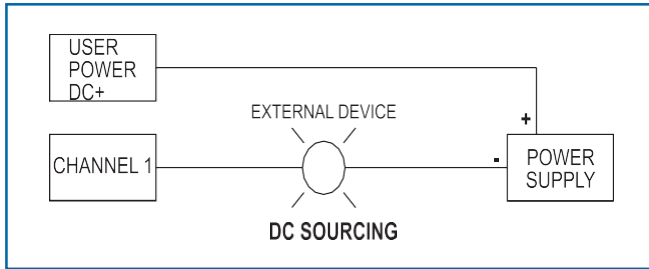 USER
POWER
DC+
EXTERNAL DEVICE
+
CHANNEL 1
-
POWER
SUPPLY
DC SOURCING